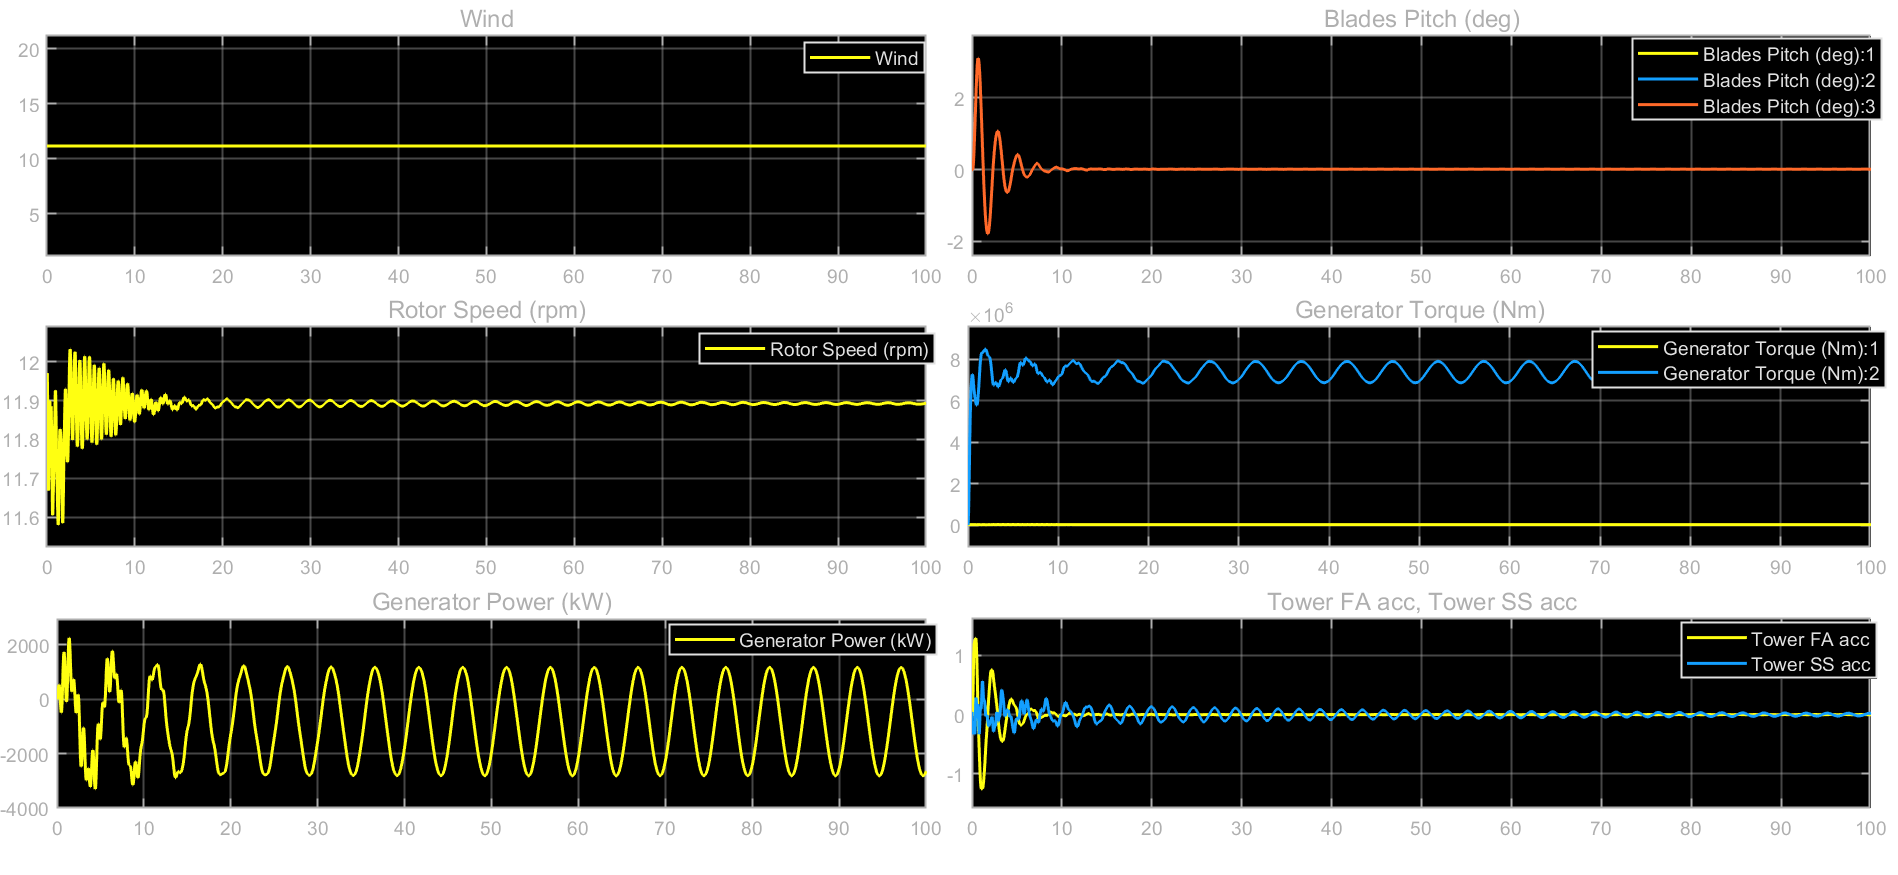 Wind
20
15
10
5
0 10 20 30 40 50 60 70 80 90 100
Wind
Blades Pitch (deg)
2
0
-2
0 10 20 30 40 50 60 70 80 90 100
Blades Pitch (deg):1
Blades Pitch (deg):2
Blades Pitch (deg):3
Rotor Speed (rpm)
12
11.9
11.8
11.7
11.6
0 10 20 30 40 50 60 70 80 90 100
Rotor Speed (rpm)
Generator Torque (Nm)
×10⁶
8
6
4
2
0
0 10 20 30 40 50 60 70 80 90 100
Generator Torque (Nm):1
Generator Torque (Nm):2
Generator Power (kW)
2000
0
-2000
-4000
0 10 20 30 40 50 60 70 80 90 100
Generator Power (kW)
Tower FA acc, Tower SS acc
1
0
-1
0 10 20 30 40 50 60 70 80 90 100
Tower FA acc
Tower SS acc